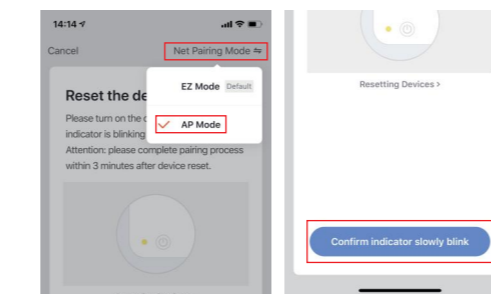 14:14
Cancel
Net Pairing Mode ⇋
EZ Mode Default
✓ AP Mode
Reset the de
Please turn on the
indicator is blinking
Attention: please complete pairing process
within 3 minutes after device reset.
Resetting Devices >
Confirm indicator slowly blink